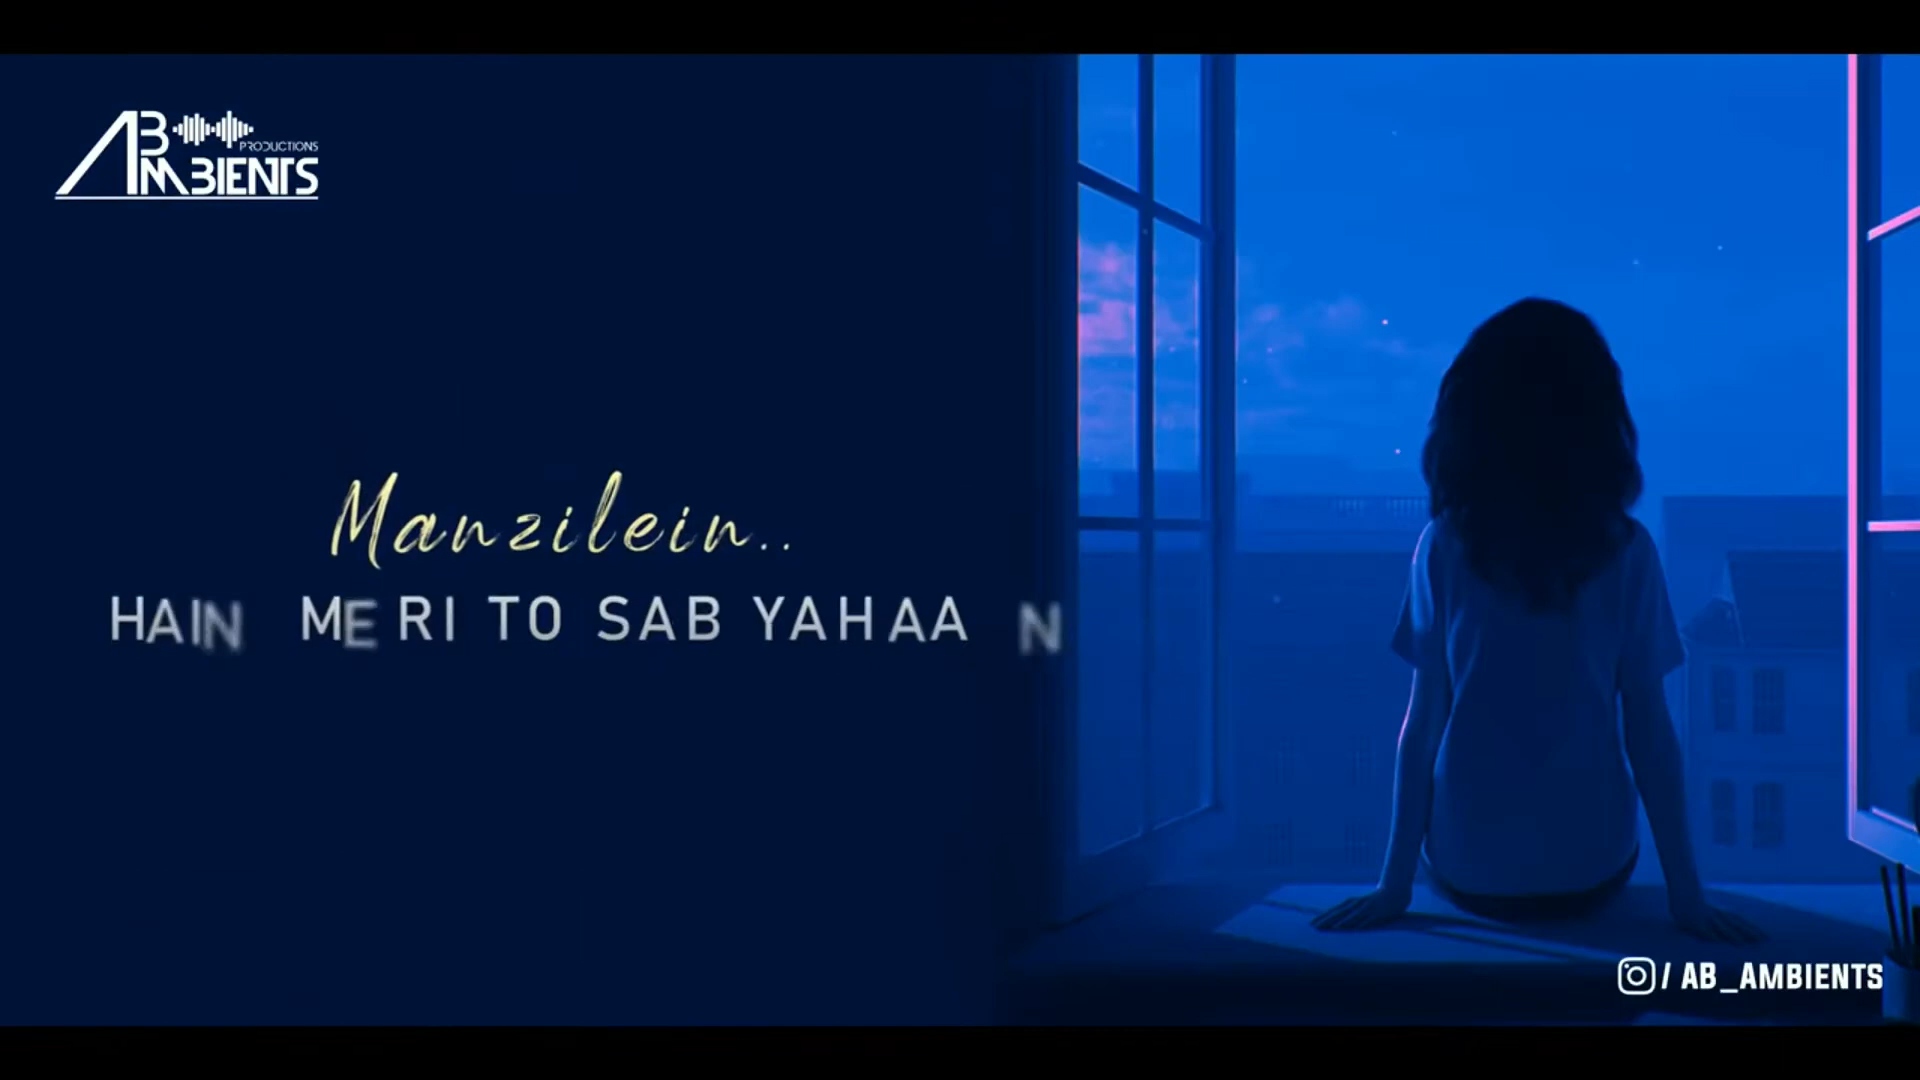 AB PRODUCTIONS
AMBIENTS
Manzilein..
HAIN MERI TO SAB YAHAAN
/ AB_AMBIENTS